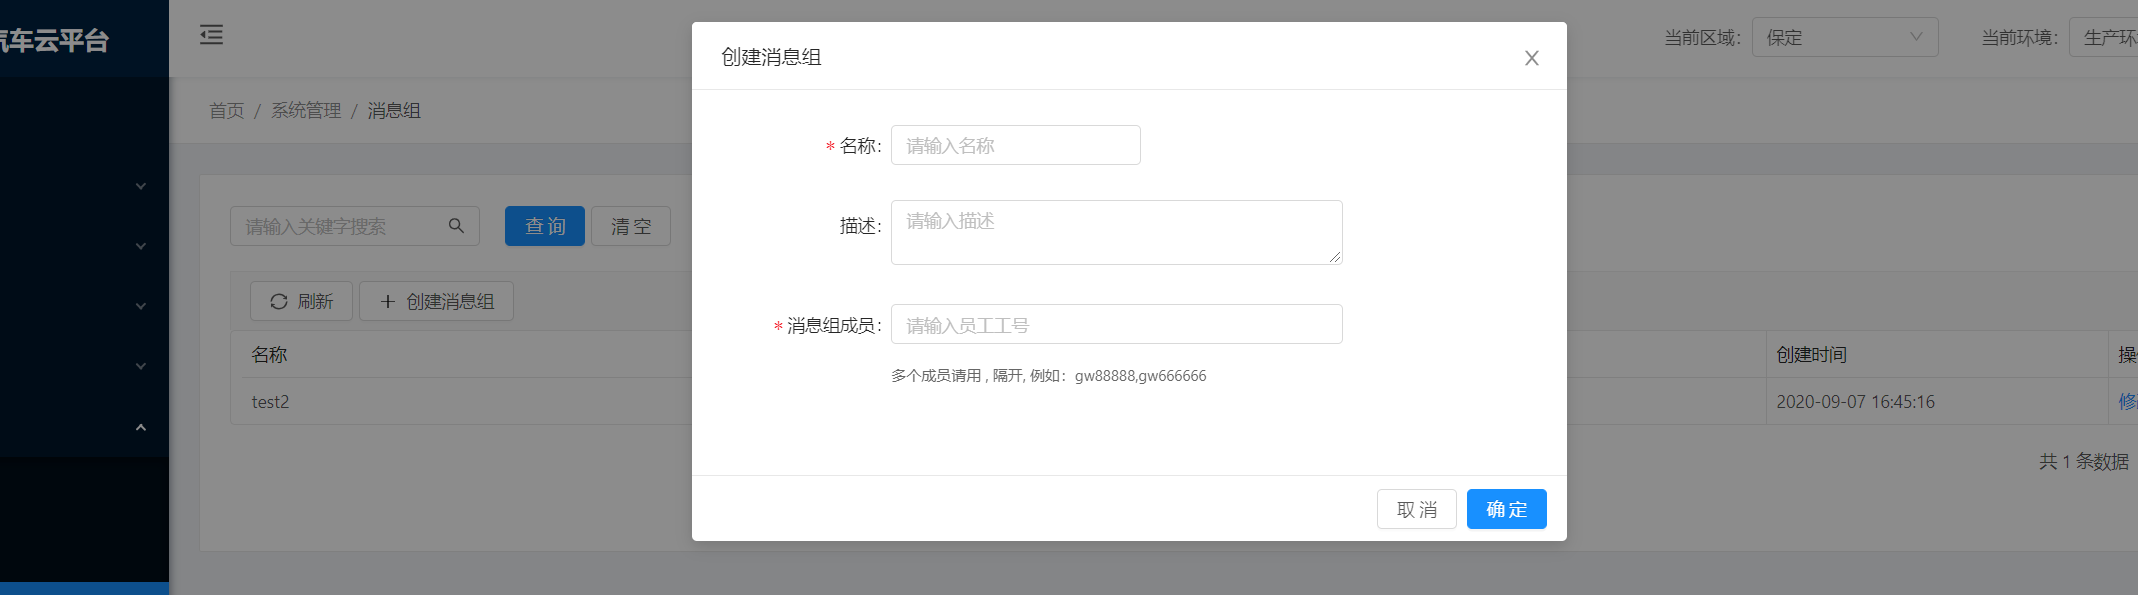 汽车云平台
当前区域： 保定 当前环境： 生产环
首页 / 系统管理 / 消息组
请输入关键字搜索 查 询 清 空
刷新 创建消息组
名称 创建时间
test2 2020-09-07 16:45:16
共 1 条数据
创建消息组
* 名称： 请输入名称
描述： 请输入描述
* 消息组成员： 请输入员工工号
多个成员请用 , 隔开, 例如：gw88888,gw666666
取 消 确 定